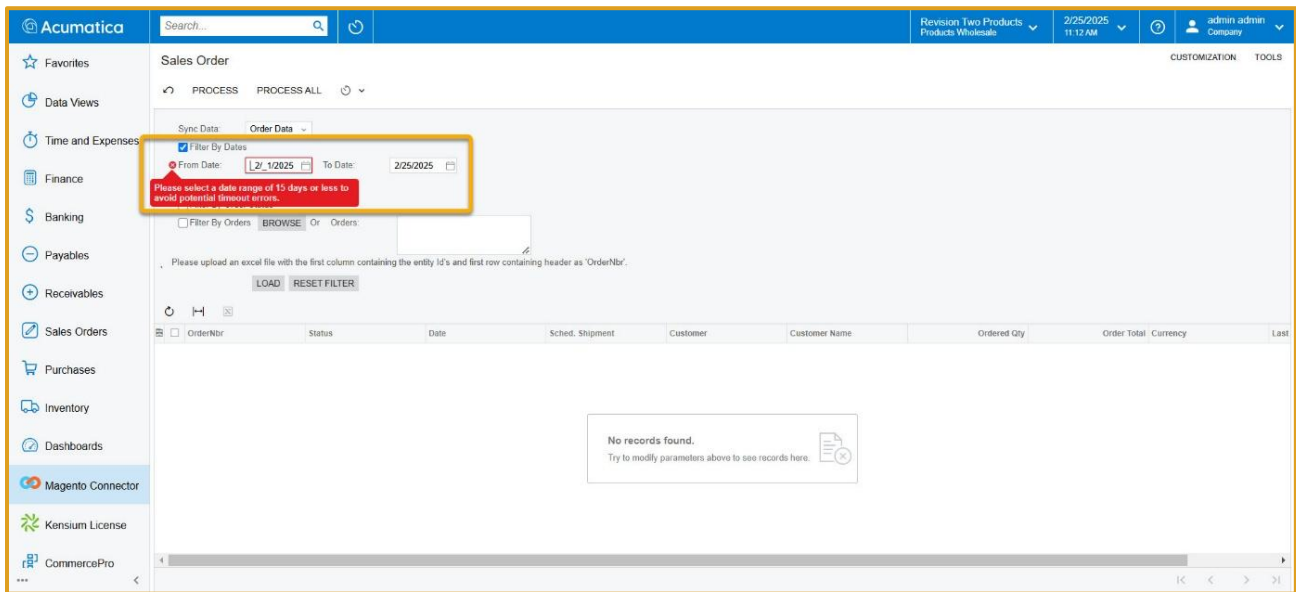 Acumatica
Search...
Revision Two Products
Products Wholesale
2/25/2025
11:12 AM
admin admin
Company
Favorites
Data Views
Time and Expenses
Finance
Banking
Payables
Receivables
Sales Orders
Purchases
Inventory
Dashboards
Magento Connector
Kensium License
CommercePro
Sales Order
CUSTOMIZATION TOOLS
PROCESS PROCESS ALL
Sync Data: Order Data
Filter By Dates
From Date: _2/_1/2025 To Date: 2/25/2025
Please select a date range of 15 days or less to
avoid potential timeout errors.
Filter By Orders BROWSE Or Orders:
Please upload an excel file with the first column containing the entity Id's and first row containing header as 'OrderNbr'.
LOAD RESET FILTER
OrderNbr Status Date Sched. Shipment Customer Customer Name Ordered Qty Order Total Currency Last
No records found.
Try to modify parameters above to see records here.